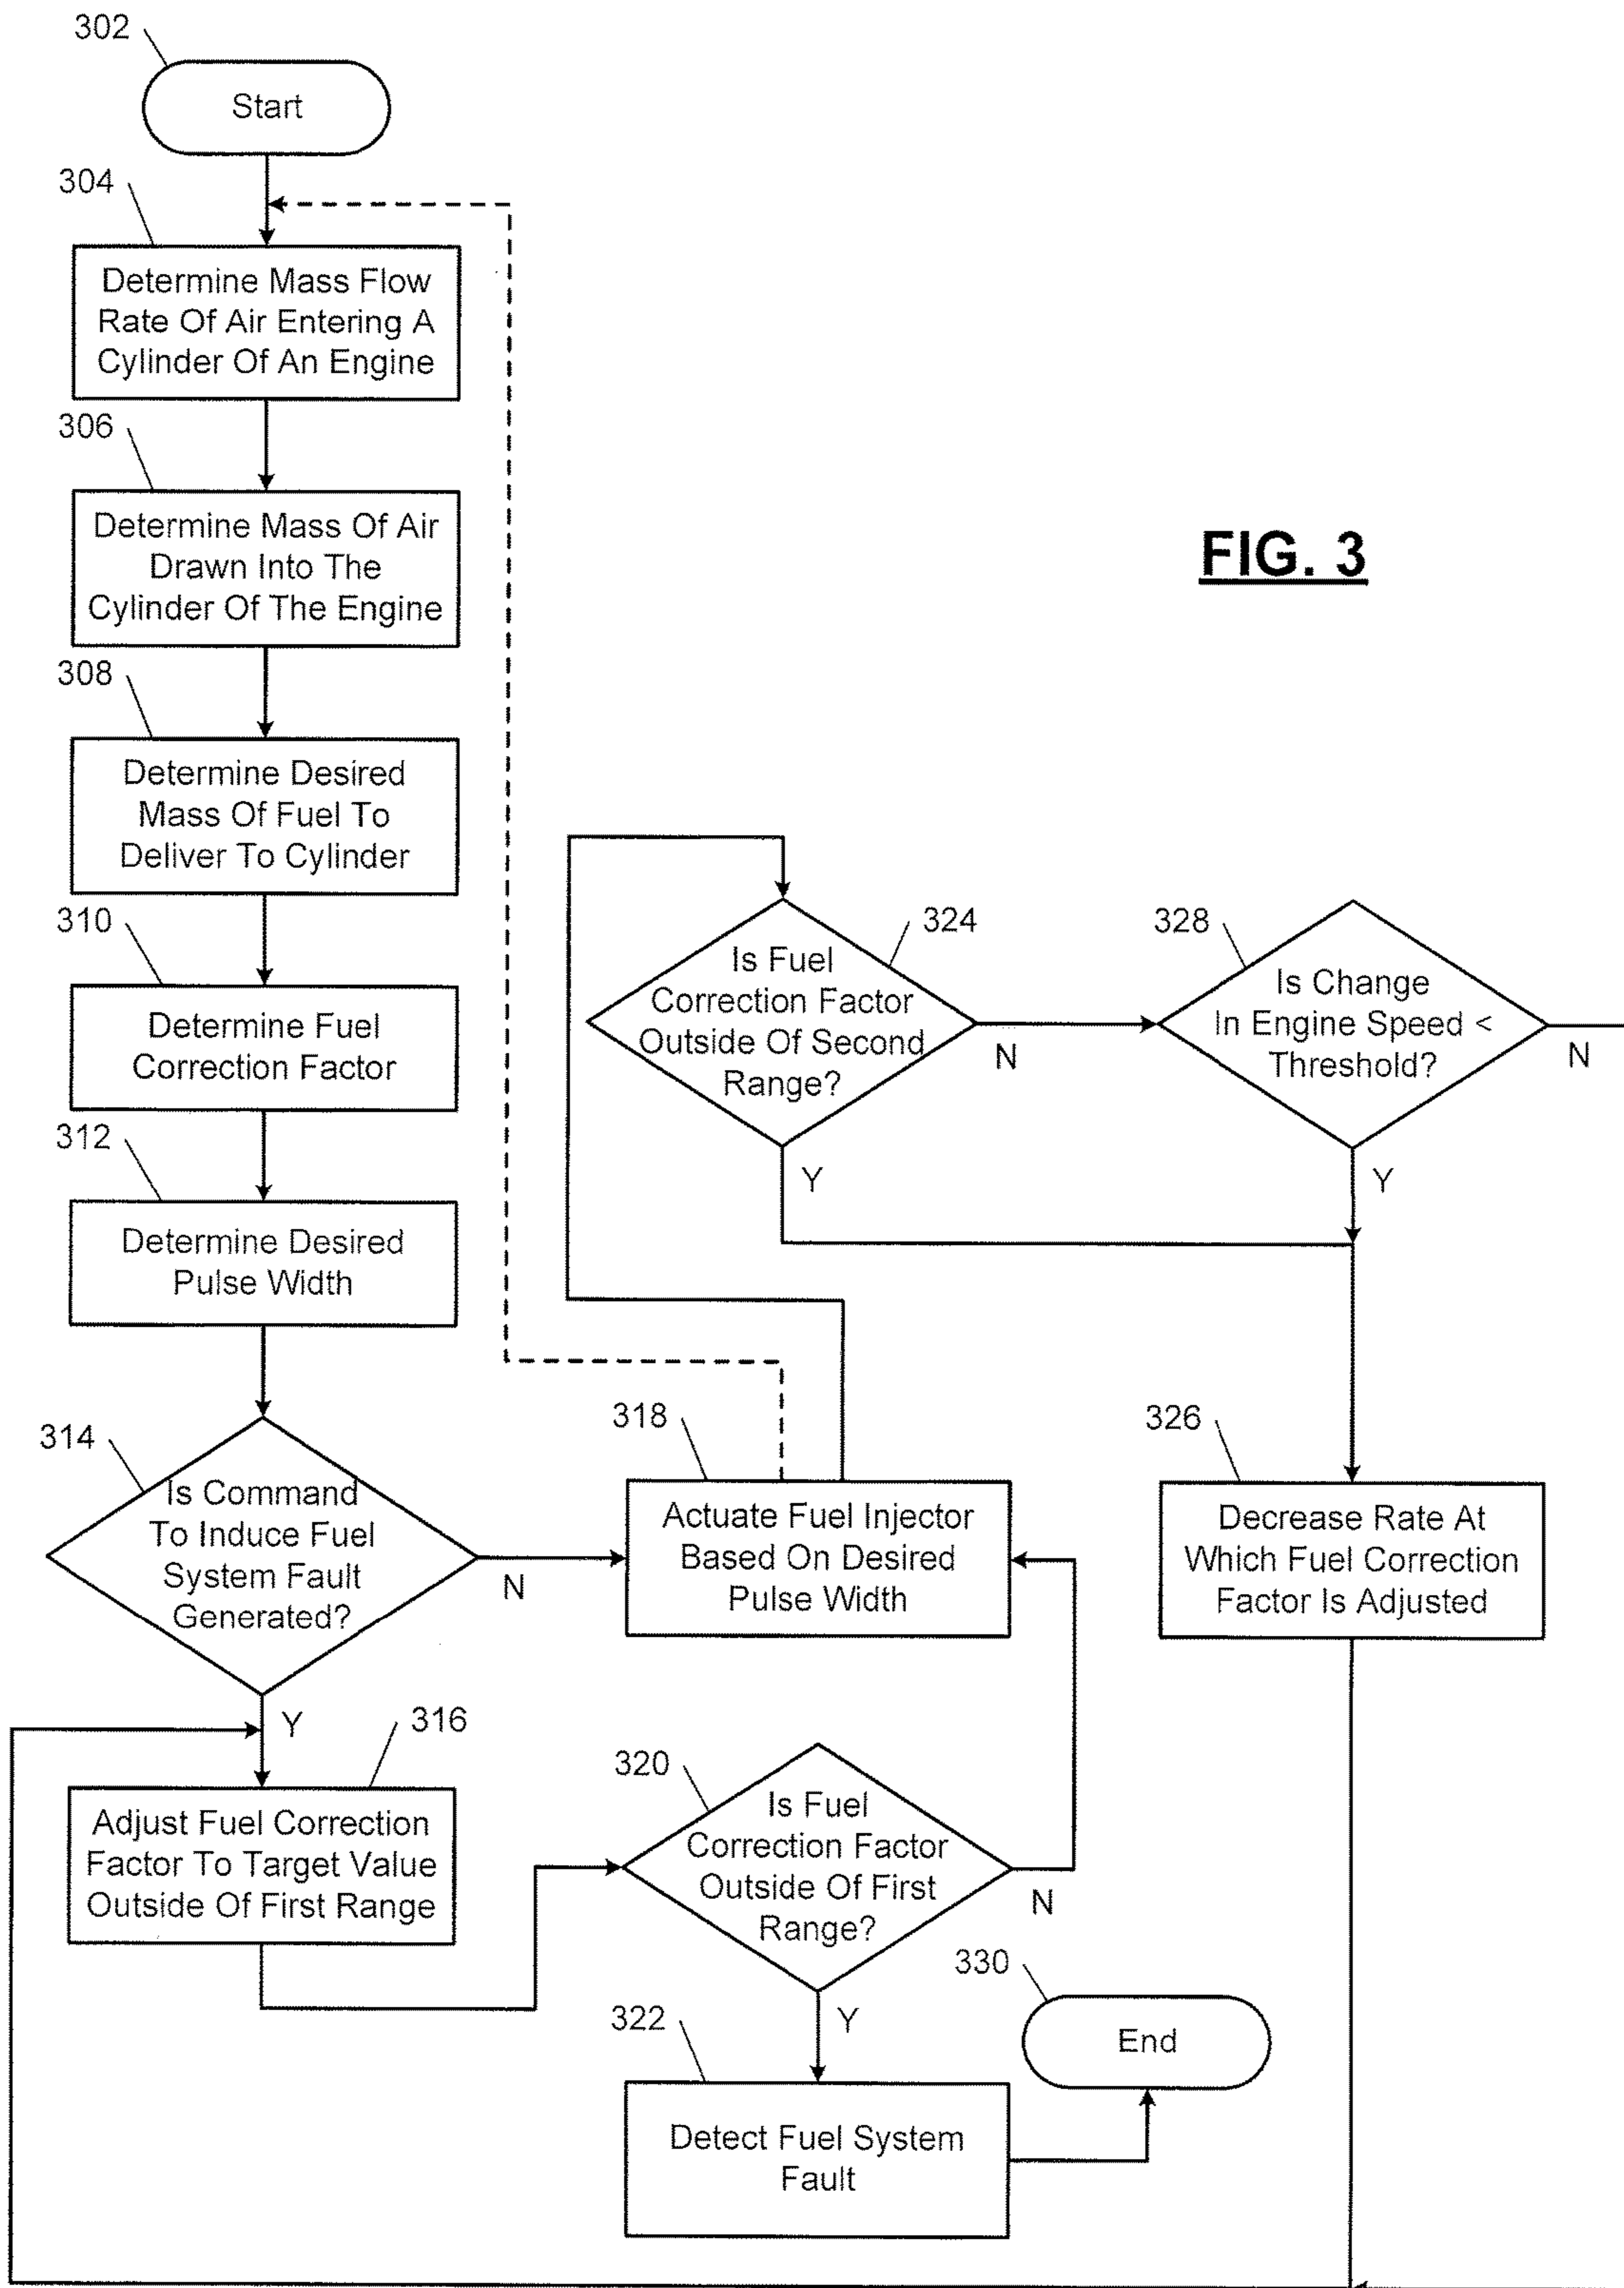 302
Start
304
Determine Mass Flow
Rate Of Air Entering A
Cylinder Of An Engine
306
Determine Mass Of Air
Drawn Into The
Cylinder Of The Engine
FIG. 3
308
Determine Desired
Mass Of Fuel To
Deliver To Cylinder
310
Determine Fuel
Correction Factor
312
Determine Desired
Pulse Width
314
Is Command
To Induce Fuel
System Fault
Generated?
N
Y
316
Adjust Fuel Correction
Factor To Target Value
Outside Of First Range
318
Actuate Fuel Injector
Based On Desired
Pulse Width
320
Is Fuel
Correction Factor
Outside Of First
Range?
N
Y
322
Detect Fuel System
Fault
324
Is Fuel
Correction Factor
Outside Of Second
Range?
N
Y
328
Is Change
In Engine Speed <
Threshold?
N
Y
326
Decrease Rate At
Which Fuel Correction
Factor Is Adjusted
330
End